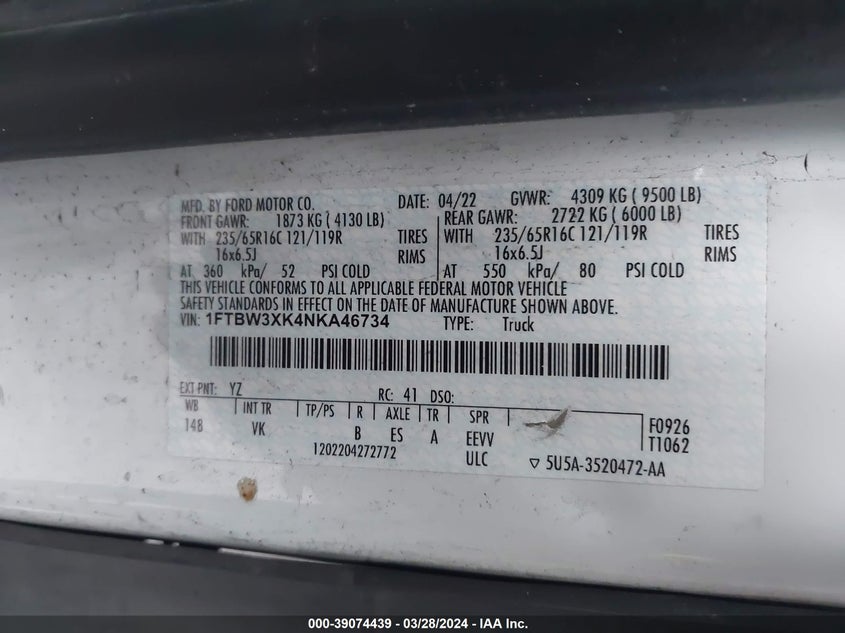 MFD. BY FORD MOTOR CO. DATE: 04/22 GVWR: 4309 KG ( 9500 LB)
FRONT GAWR: 1873 KG ( 4130 LB) REAR GAWR: 2722 KG ( 6000 LB)
WITH 235/65R16C 121/119R TIRES WITH 235/65R16C 121/119R TIRES
16x6.5J RIMS 16x6.5J RIMS
AT 360 kPa/ 52 PSI COLD AT 550 kPa/ 80 PSI COLD
THIS VEHICLE CONFORMS TO ALL APPLICABLE FEDERAL MOTOR VEHICLE
SAFETY STANDARDS IN EFFECT ON THE DATE OF MANUFACTURE SHOWN ABOVE.
VIN: 1FTBW3XK4NKA46734 TYPE: Truck
EXT PNT: YZ RC: 41 DSO:
WB INT TR TP/PS R AXLE TR SPR F0926
148 VK B ES A EEVV T1062
1202204272772 ULC ▽ 5U5A-3520472-AA
000-39074439 - 03/28/2024 - IAA Inc.